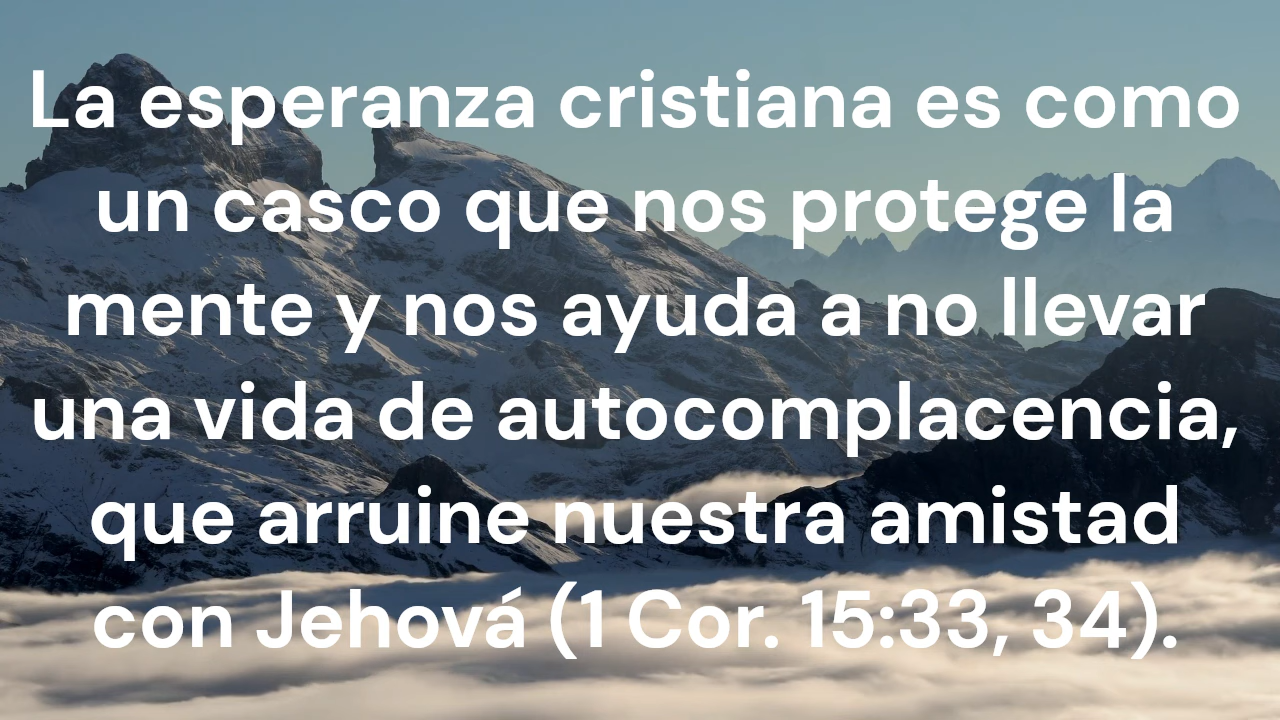 La esperanza cristiana es como
un casco que nos protege la
mente y nos ayuda a no llevar
una vida de autocomplacencia,
que arruine nuestra amistad
con Jehová (1 Cor. 15:33, 34).